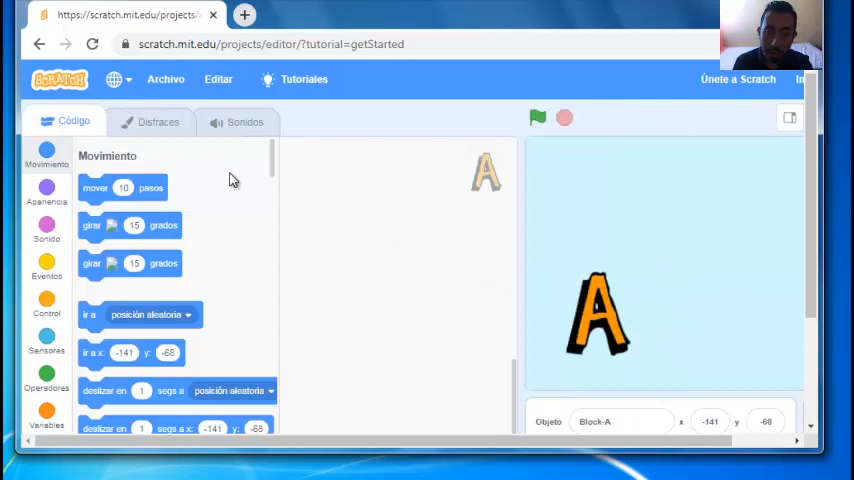 https://scratch.mit.edu/projects/
scratch.mit.edu/projects/editor/?tutorial=getStarted
SCRATCH
Archivo
Editar
Tutoriales
Únete a Scratch
In
Código
Disfraces
Sonidos
Movimiento
Movimiento
Apariencia
Sonido
Eventos
Control
Sensores
Operadores
Variables
mover 10 pasos
girar 15 grados
girar 15 grados
ir a posición aleatoria
ir a x: -141 y: -68
deslizar en 1 segs a posición aleatoria
deslizar en 1 segs a x: -141 y: -68
A
A
Objeto Block-A x -141 y -68